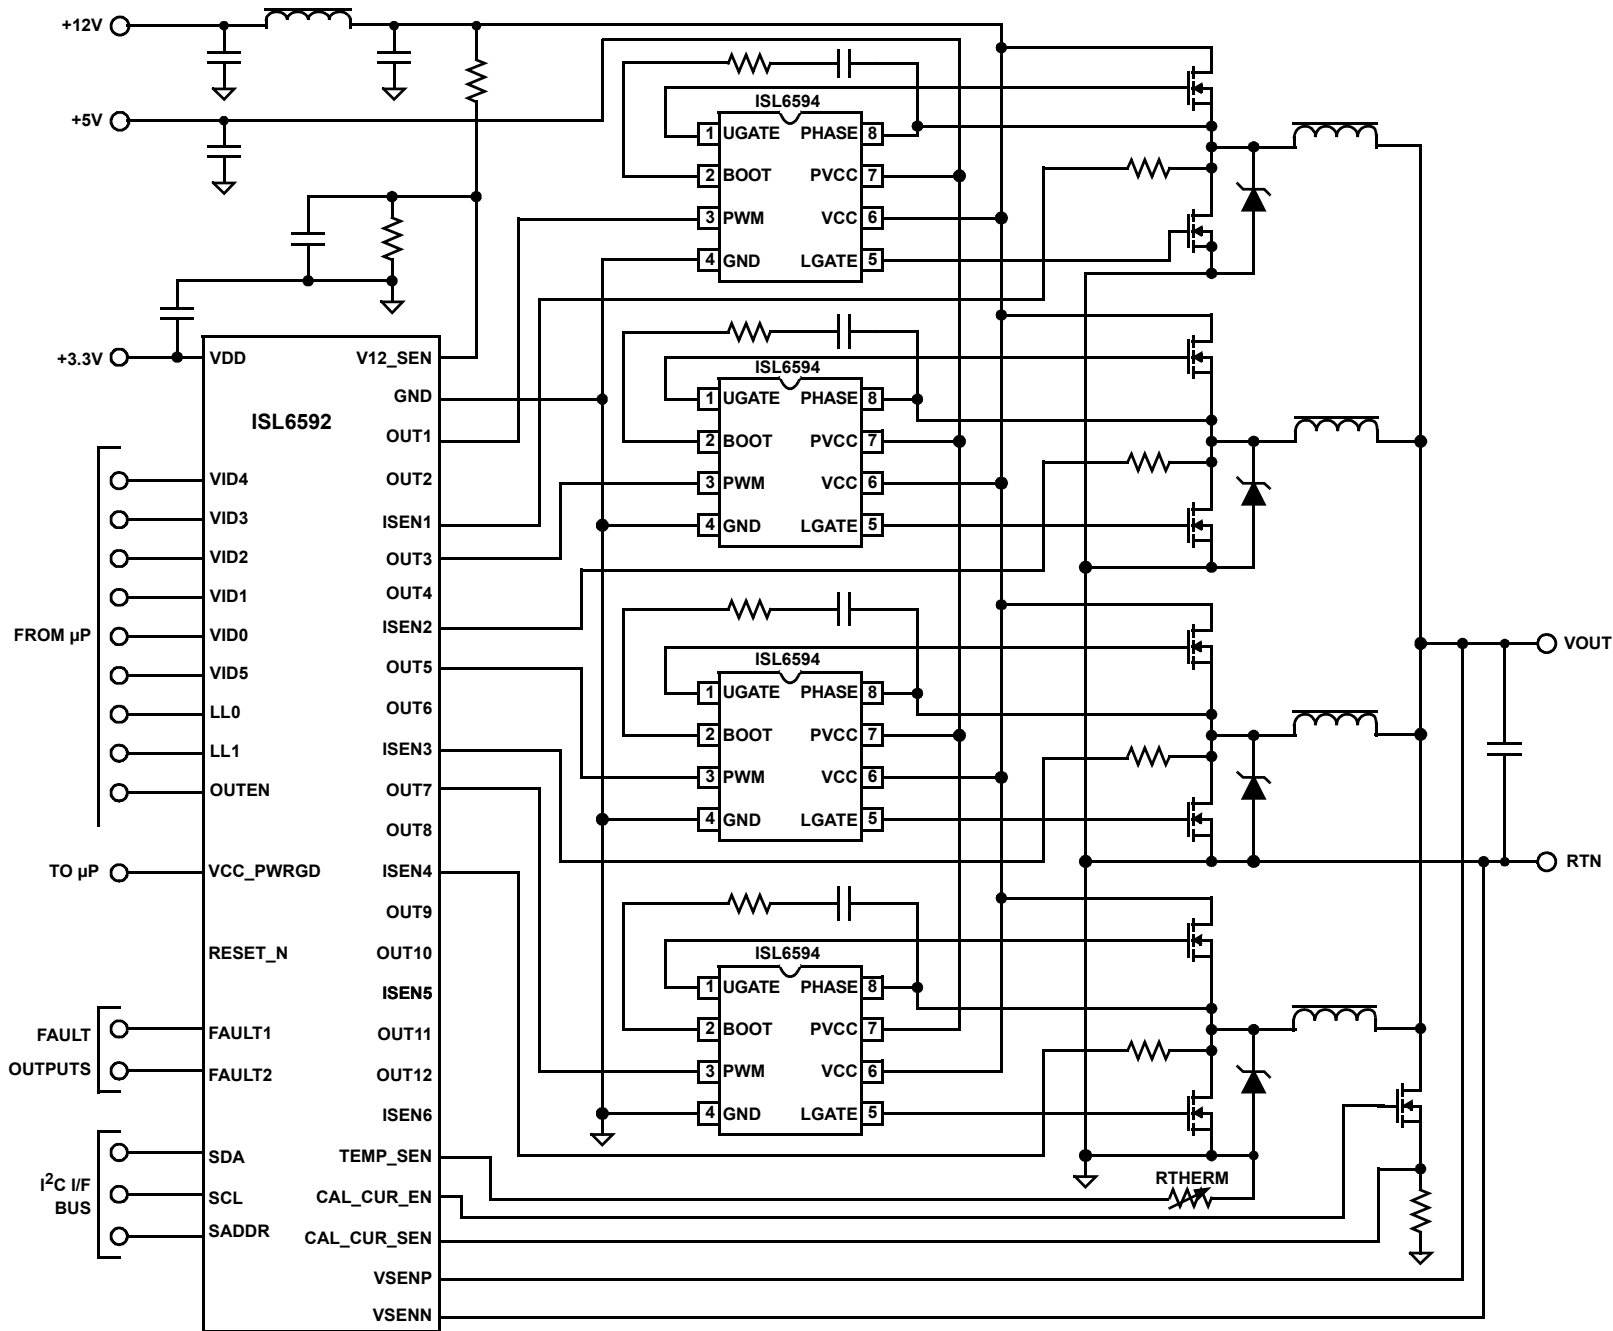 +12V
+5V
+3.3V
ISL6592
VDD
V12_SEN
GND
OUT1
OUT2
ISEN1
OUT3
OUT4
ISEN2
OUT5
OUT6
ISEN3
OUT7
OUT8
ISEN4
OUT9
OUT10
ISEN5
OUT11
OUT12
ISEN6
TEMP_SEN
CAL_CUR_EN
CAL_CUR_SEN
VSENP
VSENN
FROM µP
VID4
VID3
VID2
VID1
VID0
VID5
LL0
LL1
OUTEN
TO µP
VCC_PWRGD
RESET_N
FAULT
OUTPUTS
FAULT1
FAULT2
I²C I/F
BUS
SDA
SCL
SADDR
ISL6594
1 UGATE PHASE 8
2 BOOT PVCC 7
3 PWM VCC 6
4 GND LGATE 5
ISL6594
1 UGATE PHASE 8
2 BOOT PVCC 7
3 PWM VCC 6
4 GND LGATE 5
ISL6594
1 UGATE PHASE 8
2 BOOT PVCC 7
3 PWM VCC 6
4 GND LGATE 5
ISL6594
1 UGATE PHASE 8
2 BOOT PVCC 7
3 PWM VCC 6
4 GND LGATE 5
RTHERM
VOUT
RTN